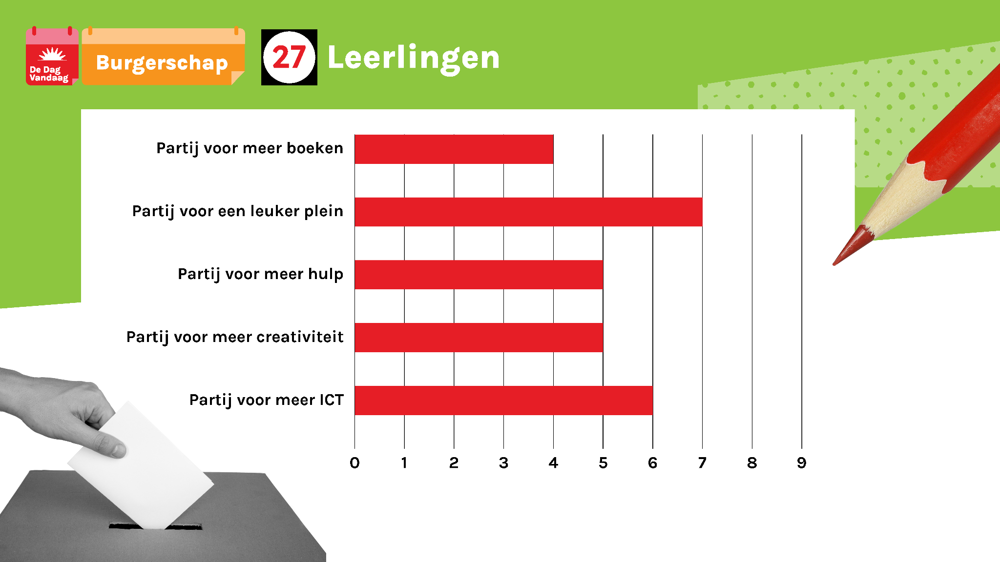 De Dag
Vandaag
Burgerschap
27 Leerlingen
Partij voor meer boeken
Partij voor een leuker plein
Partij voor meer hulp
Partij voor meer creativiteit
Partij voor meer ICT
0 1 2 3 4 5 6 7 8 9